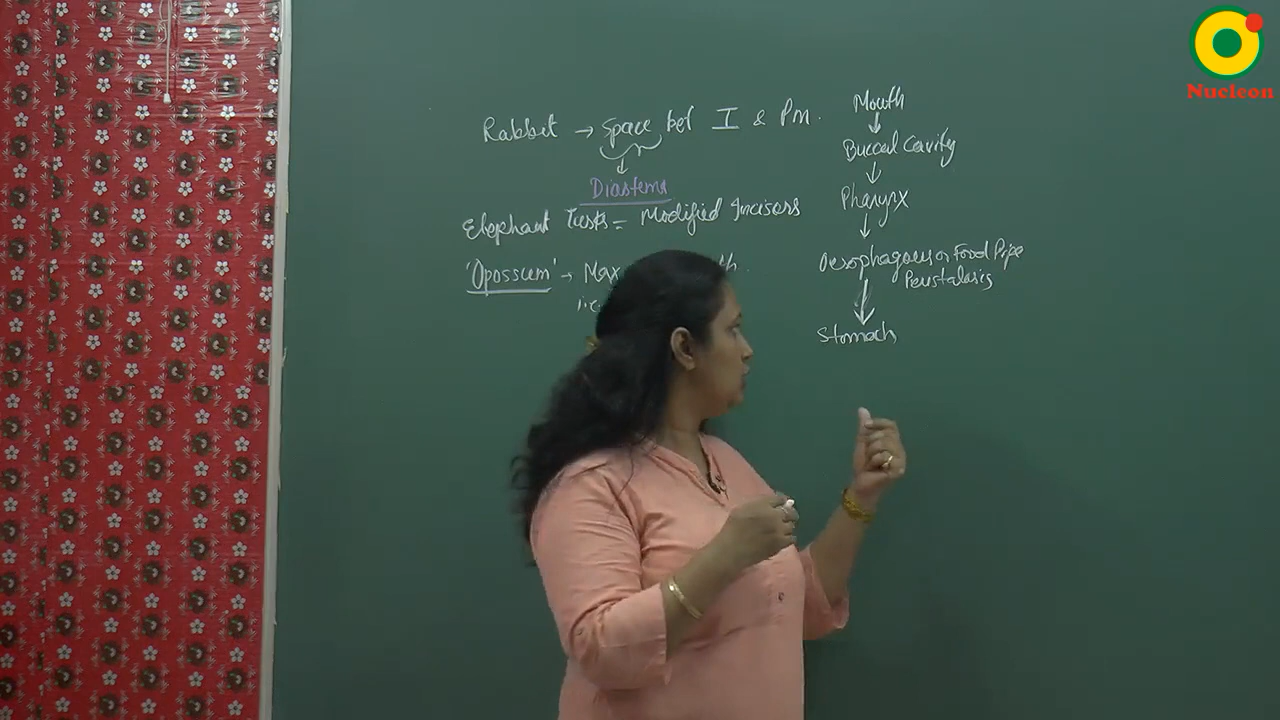 Rabbit → Space bet I & Pm.
Diastema
Elephant Tusks = Modified Incisors
'Opossum' → Max
i.e.
Mouth
↓
Buccal Cavity
↓
Pharynx
↓
Oesophagous or Food Pipe
Peristalsis
↓
Stomach
Nucleon